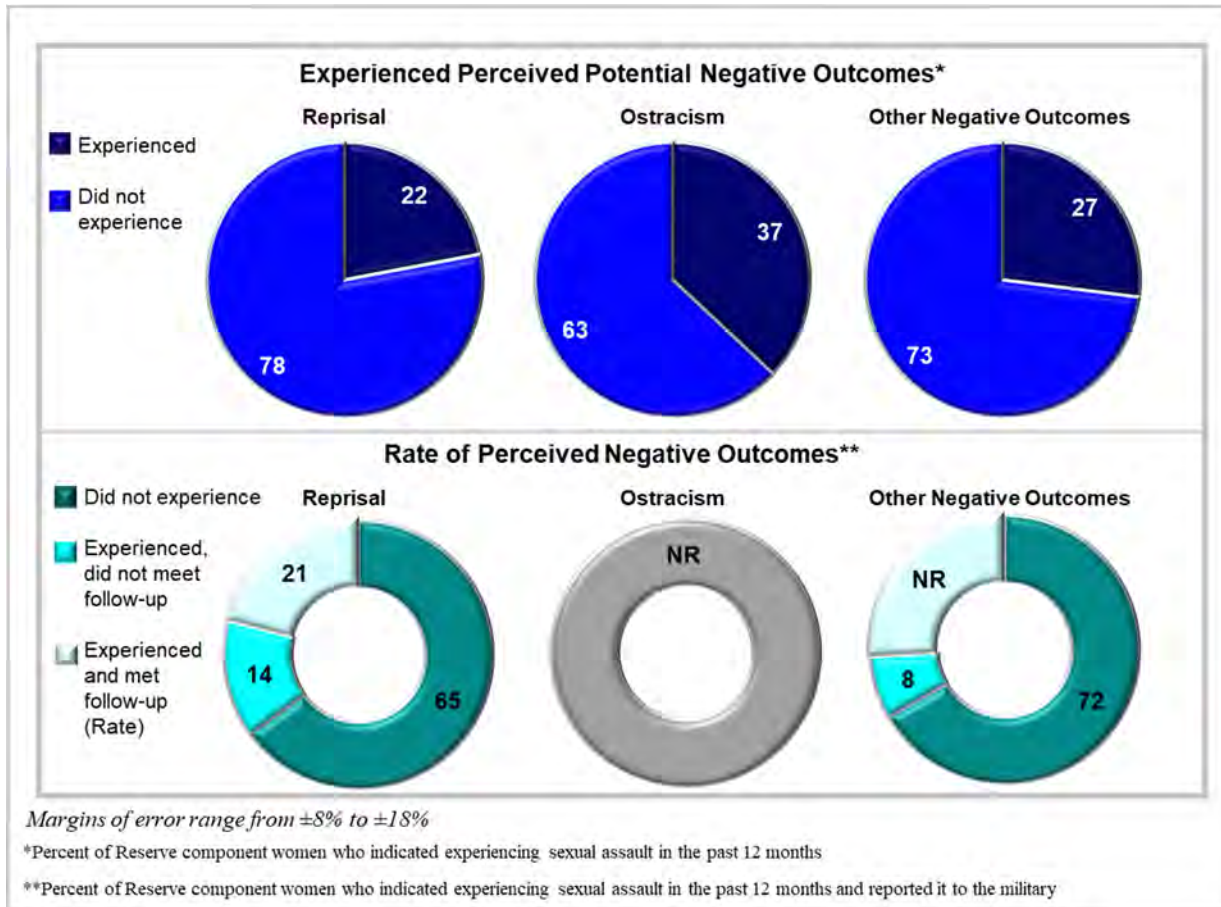 Experienced Perceived Potential Negative Outcomes*
Reprisal
Ostracism
Other Negative Outcomes
Experienced
Did not
experience
22
78
37
63
27
73
Rate of Perceived Negative Outcomes**
Reprisal
Ostracism
Other Negative Outcomes
Did not experience
Experienced,
did not meet
follow-up
Experienced
and met
follow-up
(Rate)
21
14
65
NR
NR
8
72
Margins of error range from ±8% to ±18%
*Percent of Reserve component women who indicated experiencing sexual assault in the past 12 months
**Percent of Reserve component women who indicated experiencing sexual assault in the past 12 months and reported it to the military